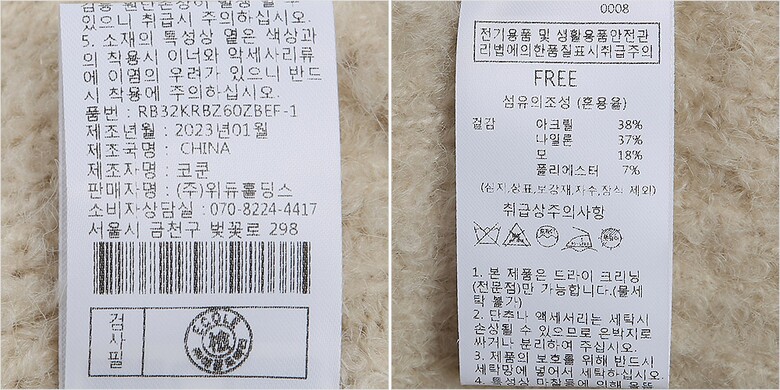 있으니 취급시 주의하십시오.
5. 소재의 특성상 옅은 색상과
의 착용시 이너와 악세사리류
에 이염의 우려가 있으니 반드
시 착용에 주의하십시오.
품번 : RB32KRBZ60ZBEF-1
제조년월 : 2023년01월
제조국명 : CHINA
제조자명 : 코쿤
판매자명 : (주)위듀홀딩스
소비자상담실 : 070-8224-4417
서울시 금천구 벚꽃로 298
검사필
ECOLE
0008
전기용품 및 생활용품안전관
리법에의한품질표시취급주의
FREE
섬유의조성 (혼용율)
겉감 아크릴 38%
나일론 37%
모 18%
폴리에스터 7%
(심지,상표,보강재,자수,장식 제외)
취급상주의사항
1. 본 제품은 드라이 크리닝
(전문점)만 가능합니다.(물세
탁 불가)
2. 단추나 액세서리는 세탁시
손상될 수 있으므로 은박지로
싸거나 분리하여 주십시오.
3. 제품의 보호를 위해 반드시
세탁망에 넣어서 세탁하십시오